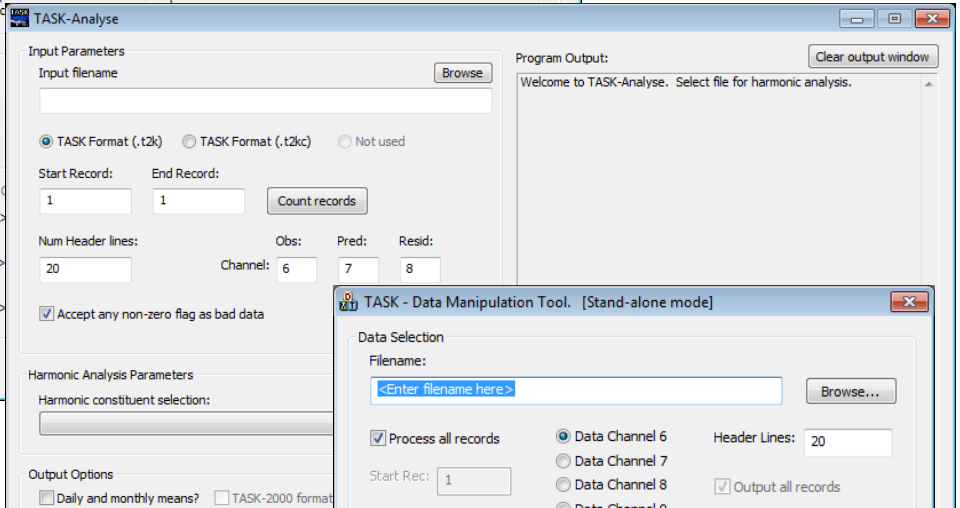 TASK-Analyse
Input Parameters
Input filename
Browse
TASK Format (.t2k) TASK Format (.t2kc) Not used
Start Record: End Record:
1 1 Count records
Num Header lines: Obs: Pred: Resid:
20 Channel: 6 7 8
Accept any non-zero flag as bad data
Harmonic Analysis Parameters
Harmonic constituent selection:
Output Options
Daily and monthly means? TASK-2000 format
Program Output: Clear output window
Welcome to TASK-Analyse. Select file for harmonic analysis.
TASK - Data Manipulation Tool. [Stand-alone mode]
Data Selection
Filename:
<Enter filename here> Browse...
Process all records Data Channel 6 Header Lines: 20
Data Channel 7
Start Rec: 1 Data Channel 8 Output all records
Data Channel 9